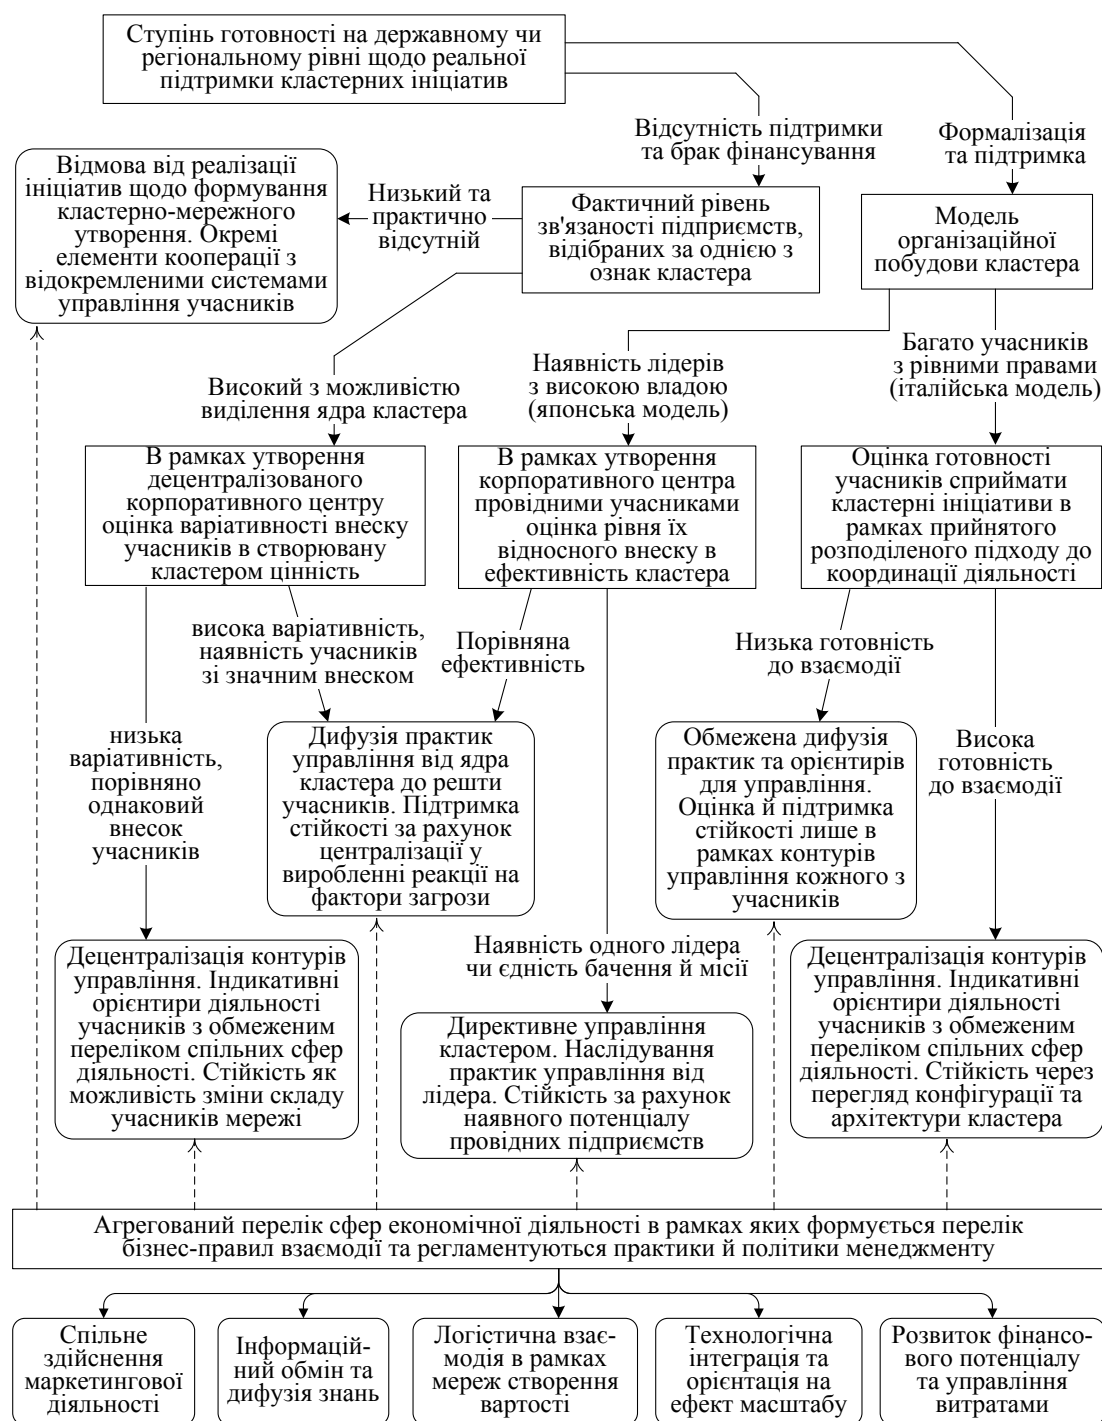 Ступінь готовності на державному чи
регіональному рівні щодо реальної
підтримки кластерних ініціатив
Відсутність підтримки
та брак фінансування
Формалізація
та підтримка
Відмова від реалізації
ініціатив щодо формування
кластерно-мережного
утворення. Окремі
елементи кооперації з
відокремленими системами
управління учасників
Низький та
практично
відсутній
Фактичний рівень
зв'язаності підприємств,
відібраних за однією з
ознак кластера
Модель
організаційної
побудови кластера
Високий з можливістю
виділення ядра кластера
Наявність лідерів
з високою владою
(японська модель)
Багато учасників
з рівними правами
(італійська модель)
В рамках утворення
децентралізованого
корпоративного центру
оцінка варіативності внеску
учасників в створювану
кластером цінність
В рамках утворення
корпоративного центра
провідними учасниками
оцінка рівня їх
відносного внеску в
ефективність кластера
Оцінка готовності
учасників сприймати
кластерні ініціативи в
рамках прийнятого
розподіленого підходу до
координації діяльності
висока варіативність,
наявність учасників
зі значним внеском
Порівняна
ефективність
Низька готовність
до взаємодії
низька
варіативність,
порівняно
однаковий
внесок
учасників
Дифузія практик
управління від ядра
кластера до решти
учасників. Підтримка
стійкості за рахунок
централізації у
виробленні реакції на
фактори загрози
Обмежена дифузія
практик та орієнтирів
для управління.
Оцінка й підтримка
стійкості лише в
рамках контурів
управління кожного з
учасників
Висока
готовність
до взаємодії
Наявність одного лідера
чи єдність бачення й місії
Децентралізація контурів
управління. Індикативні
орієнтири діяльності
учасників з обмеженим
переліком спільних сфер
діяльності. Стійкість як
можливість зміни складу
учасників мережі
Директивне управління
кластером. Наслідування
практик управління від
лідера. Стійкість за рахунок
наявного потенціалу
провідних підприємств
Децентралізація контурів
управління. Індикативні
орієнтири діяльності
учасників з обмеженим
переліком спільних сфер
діяльності. Стійкість через
перегляд конфігурації та
архітектури кластера
Агрегований перелік сфер економічної діяльності в рамках яких формується перелік
бізнес-правил взаємодії та регламентуються практики й політики менеджменту
Спільне
здійснення
маркетингової
діяльності
Інформацій-
ний обмін та
дифузія знань
Логістична взає-
модія в рамках
мереж створення
вартості
Технологічна
інтеграція та
орієнтація на
ефект масштабу
Розвиток фінансо-
вого потенціалу
та управління
витратами